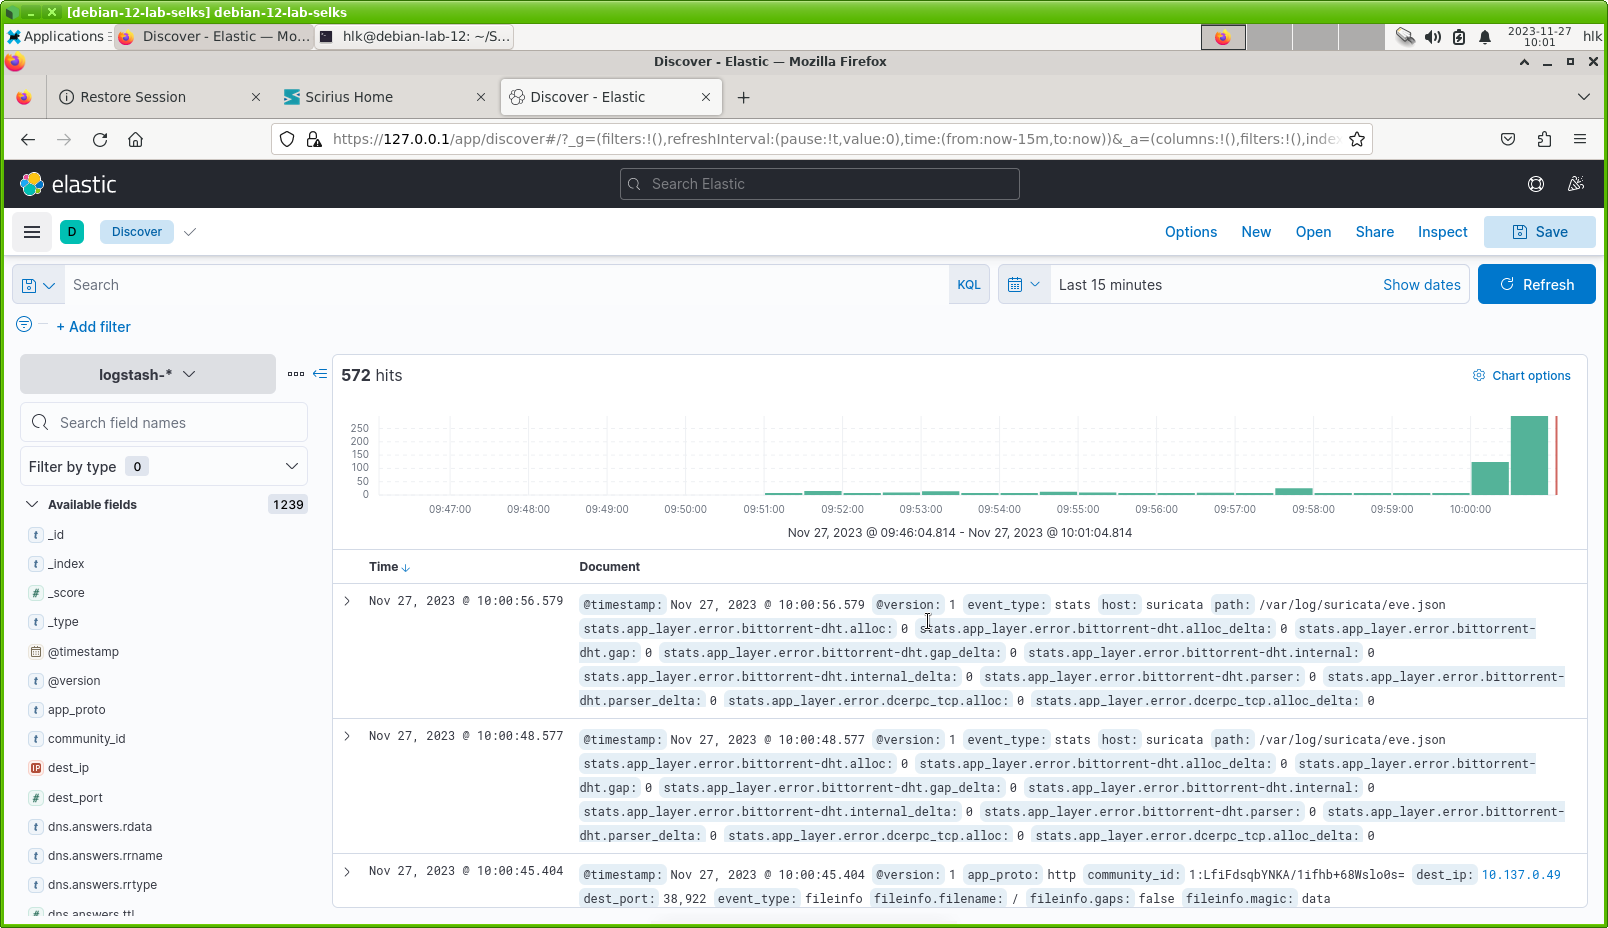 [debian-12-lab-selks] debian-12-lab-selks
Applications Discover - Elastic — Mo... hlk@debian-lab-12: ~/S... 2023-11-27 10:01 hlk
Discover - Elastic — Mozilla Firefox
Restore Session Scirius Home Discover - Elastic
https://127.0.0.1/app/discover#/?_g=(filters:!(),refreshInterval:(pause:!t,value:0),time:(from:now-15m,to:now))&_a=(columns:!(),filters:!(),index
elastic Search Elastic
D Discover Options New Open Share Inspect Save
Search KQL Last 15 minutes Show dates Refresh
+ Add filter
logstash-*
Search field names
Filter by type 0
Available fields 1239
t _id
t _index
# _score
t _type
@timestamp
t @version
t app_proto
t community_id
IP dest_ip
# dest_port
t dns.answers.rdata
t dns.answers.rrname
t dns.answers.rrtype
dns.answers.ttl
572 hits Chart options
250
200
150
100
50
0
09:47:00 09:48:00 09:49:00 09:50:00 09:51:00 09:52:00 09:53:00 09:54:00 09:55:00 09:56:00 09:57:00 09:58:00 09:59:00 10:00:00
Nov 27, 2023 @ 09:46:04.814 - Nov 27, 2023 @ 10:01:04.814
Time Document
Nov 27, 2023 @ 10:00:56.579 @timestamp: Nov 27, 2023 @ 10:00:56.579 @version: 1 event_type: stats host: suricata path: /var/log/suricata/eve.json
stats.app_layer.error.bittorrent-dht.alloc: 0 stats.app_layer.error.bittorrent-dht.alloc_delta: 0 stats.app_layer.error.bittorrent-
dht.gap: 0 stats.app_layer.error.bittorrent-dht.gap_delta: 0 stats.app_layer.error.bittorrent-dht.internal: 0
stats.app_layer.error.bittorrent-dht.internal_delta: 0 stats.app_layer.error.bittorrent-dht.parser: 0 stats.app_layer.error.bittorrent-
dht.parser_delta: 0 stats.app_layer.error.dcerpc_tcp.alloc: 0 stats.app_layer.error.dcerpc_tcp.alloc_delta: 0
Nov 27, 2023 @ 10:00:48.577 @timestamp: Nov 27, 2023 @ 10:00:48.577 @version: 1 event_type: stats host: suricata path: /var/log/suricata/eve.json
stats.app_layer.error.bittorrent-dht.alloc: 0 stats.app_layer.error.bittorrent-dht.alloc_delta: 0 stats.app_layer.error.bittorrent-
dht.gap: 0 stats.app_layer.error.bittorrent-dht.gap_delta: 0 stats.app_layer.error.bittorrent-dht.internal: 0
stats.app_layer.error.bittorrent-dht.internal_delta: 0 stats.app_layer.error.bittorrent-dht.parser: 0 stats.app_layer.error.bittorrent-
dht.parser_delta: 0 stats.app_layer.error.dcerpc_tcp.alloc: 0 stats.app_layer.error.dcerpc_tcp.alloc_delta: 0
Nov 27, 2023 @ 10:00:45.404 @timestamp: Nov 27, 2023 @ 10:00:45.404 @version: 1 app_proto: http community_id: 1:LfiFdsqbYNKA/1ifhb+68Wslo0s= dest_ip: 10.137.0.49
dest_port: 38,922 event_type: fileinfo fileinfo.filename: / fileinfo.gaps: false fileinfo.magic: data